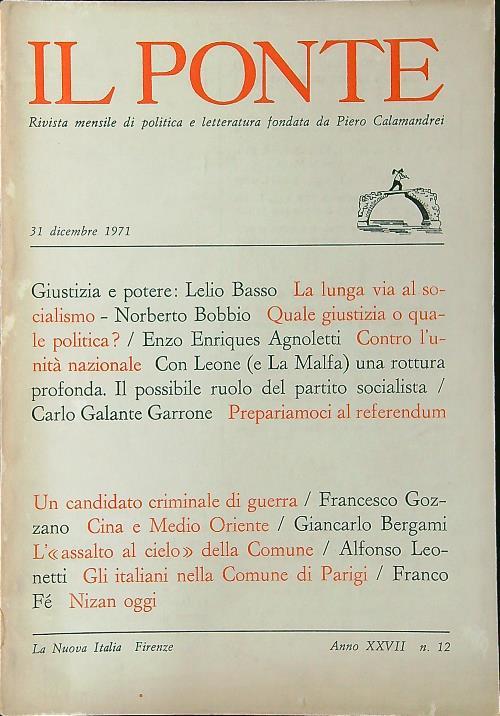 IL PONTE
Rivista mensile di politica e letteratura fondata da Piero Calamandrei
31 dicembre 1971
Giustizia e potere: Lelio Basso La lunga via al so-
cialismo - Norberto Bobbio Quale giustizia o qua-
le politica? / Enzo Enriques Agnoletti Contro l'u-
nità nazionale Con Leone (e La Malfa) una rottura
profonda. Il possibile ruolo del partito socialista /
Carlo Galante Garrone Prepariamoci al referendum
Un candidato criminale di guerra / Francesco Goz-
zano Cina e Medio Oriente / Giancarlo Bergami
L'«assalto al cielo» della Comune / Alfonso Leo-
netti Gli italiani nella Comune di Parigi / Franco
Fé Nizan oggi
La Nuova Italia Firenze Anno XXVII n. 12